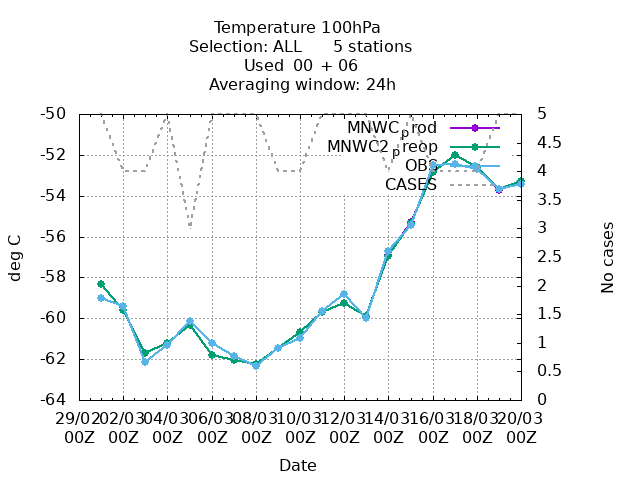 Temperature 100hPa
Selection: ALL 5 stations
Used 00 + 06
Averaging window: 24h
-50
-52
-54
-56
-58
-60
-62
-64
deg C
5
4.5
4
3.5
3
2.5
2
1.5
1
0.5
0
No cases
MNWCprod
MNWC2preop
OBS
CASES
29/02 02/03 04/03 06/03 08/03 10/03 12/03 14/03 16/03 18/03 20/03
00Z 00Z 00Z 00Z 00Z 00Z 00Z 00Z 00Z 00Z 00Z
Date